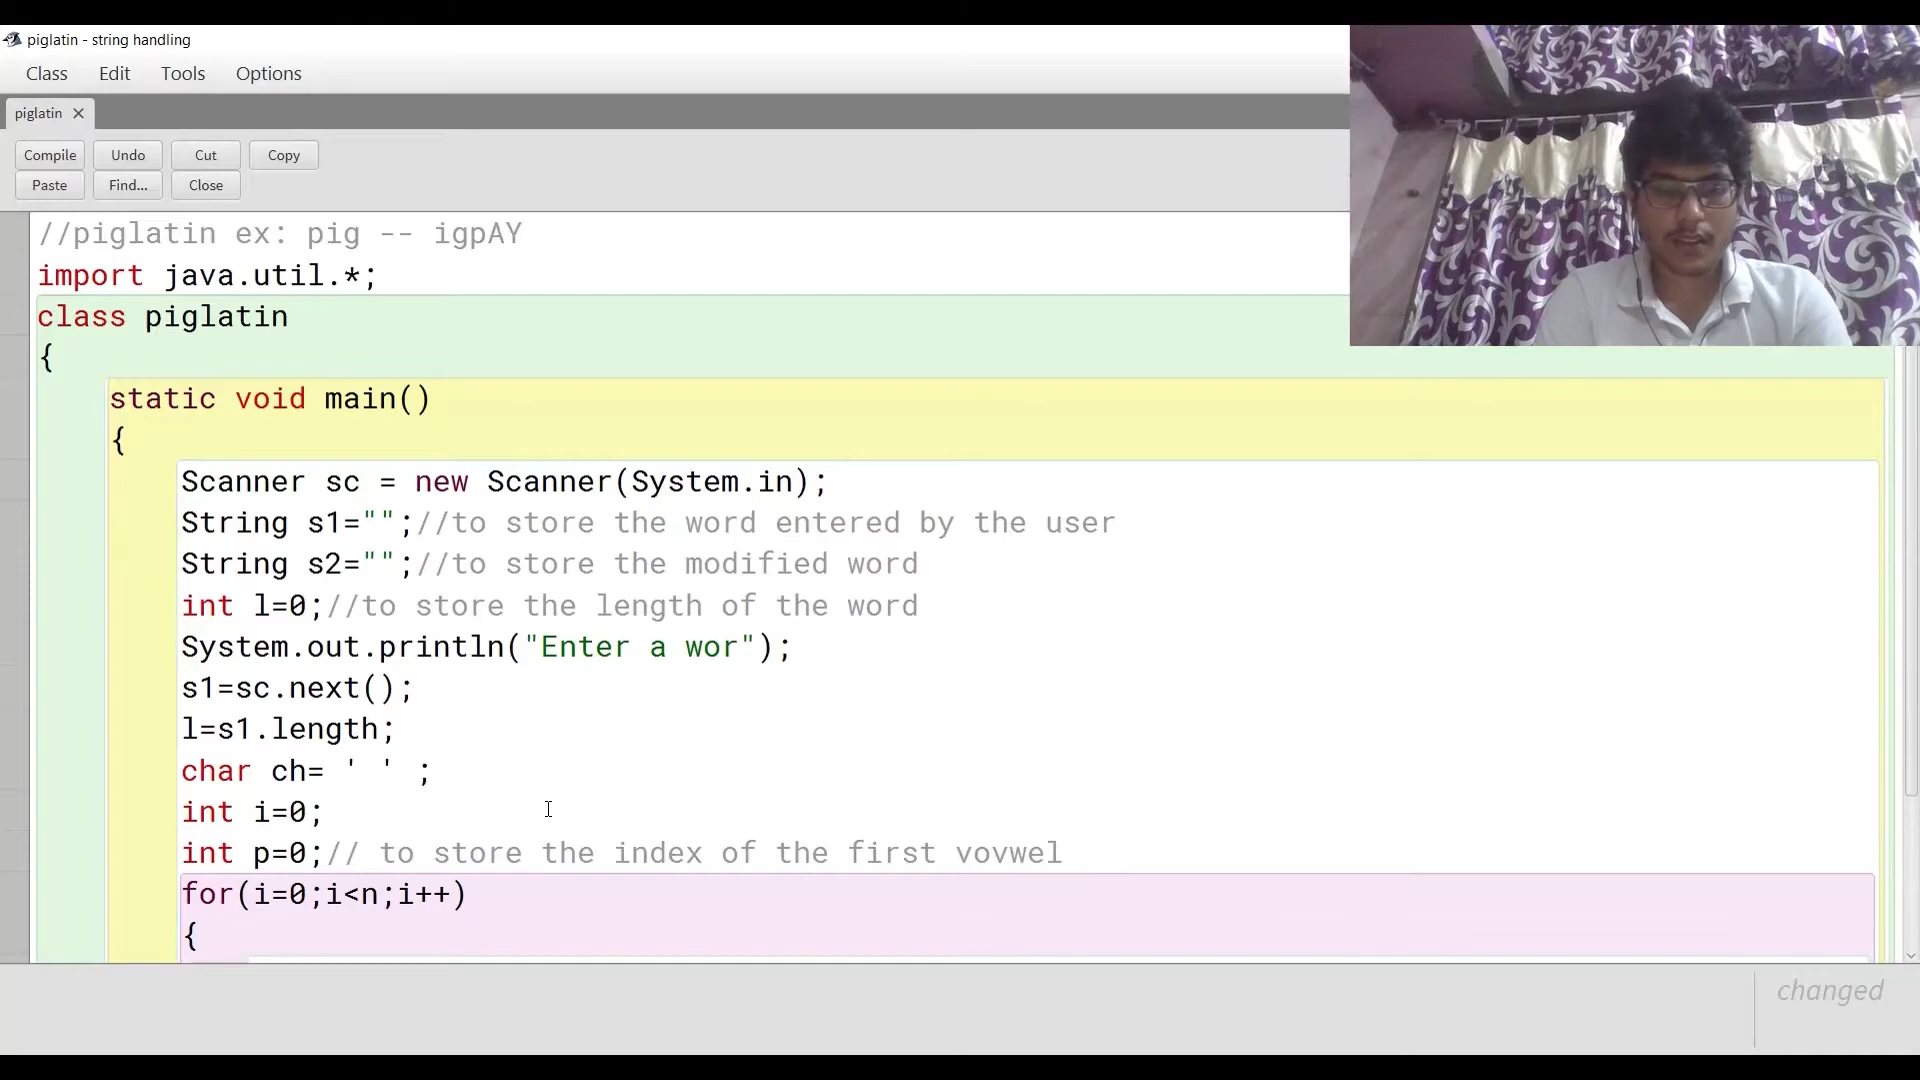 piglatin - string handling
Class Edit Tools Options
piglatin ×
Compile Undo Cut Copy
Paste Find... Close
//piglatin ex: pig -- igpAY
import java.util.*;
class piglatin
{
static void main()
{
Scanner sc = new Scanner(System.in);
String s1="";//to store the word entered by the user
String s2="";//to store the modified word
int l=0;//to store the length of the word
System.out.println("Enter a wor");
s1=sc.next();
l=s1.length;
char ch= ' ' ;
int i=0;
int p=0;// to store the index of the first vovwel
for(i=0;i<n;i++)
{
changed